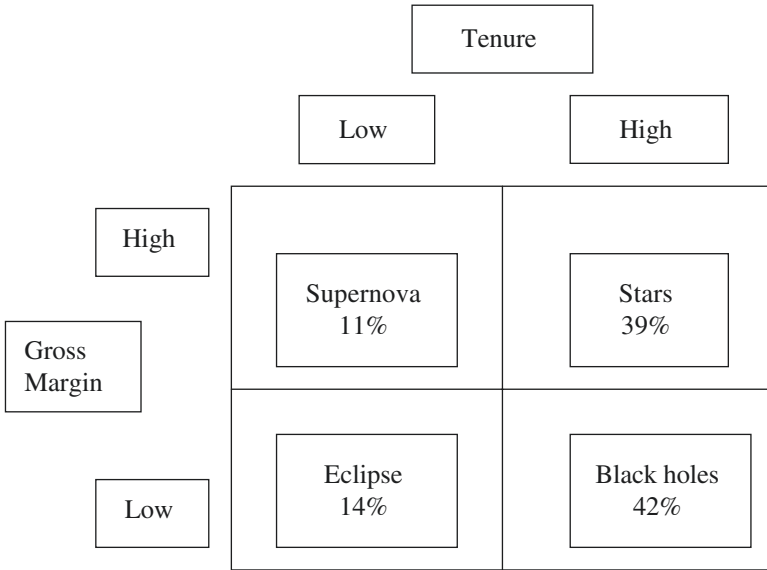 Tenure
Low
High
High
Supernova
11%
Stars
39%
Gross
Margin
Low
Eclipse
14%
Black holes
42%